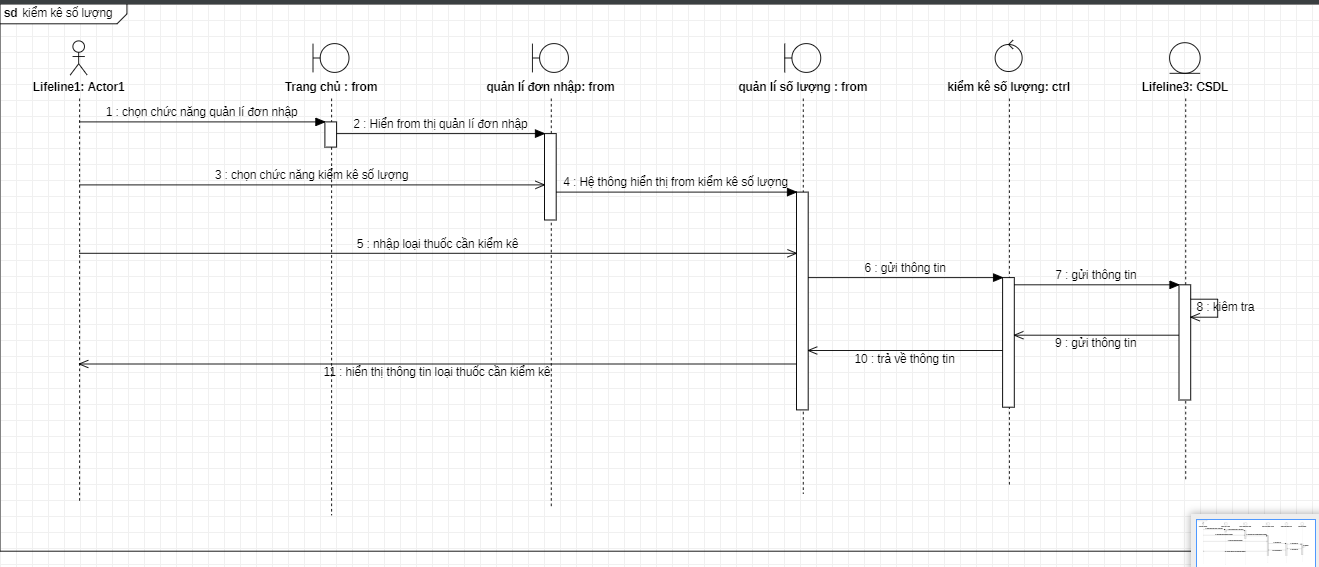 sd kiểm kê số lượng
Lifeline1: Actor1
Trang chủ : from
quản lí đơn nhập: from
quản lí số lượng : from
kiểm kê số lượng: ctrl
Lifeline3: CSDL
1 : chọn chức năng quản lí đơn nhập
2 : Hiển from thị quản lí đơn nhập
3 : chọn chức năng kiểm kê số lượng
4 : Hệ thông hiển thị from kiểm kê số lượng
5 : nhập loại thuốc cần kiểm kê
6 : gửi thông tin
7 : gửi thông tin
8 : kiêm tra
9 : gửi thông tin
10 : trả về thông tin
11 : hiển thị thông tin loại thuốc cần kiểm kê